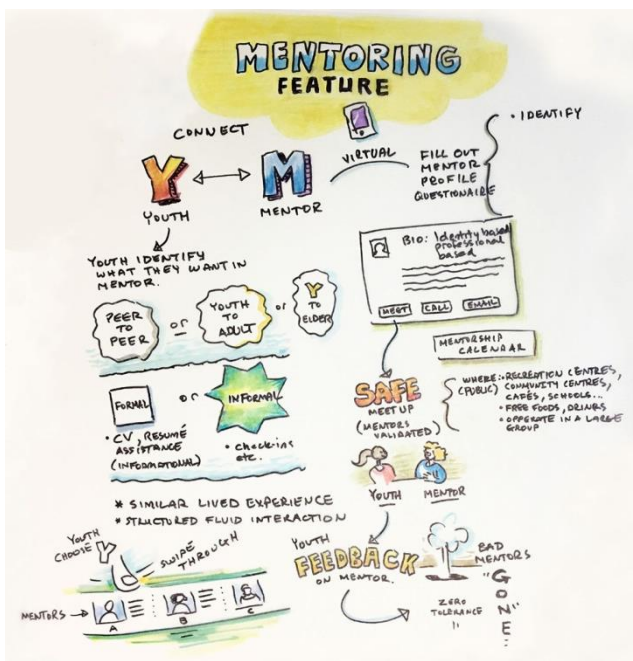 MENTORING
FEATURE
CONNECT
Y
YOUTH
M
MENTOR
VIRTUAL
FILL OUT
MENTOR
PROFILE
QUESTIONAIRE
• IDENTIFY
YOUTH IDENTIFY
WHAT THEY WANT IN
MENTOR.
PEER
TO
PEER
or
YOUTH
TO
ADULT
or
Y
TO
ELDER
FORMAL
or
INFORMAL
• CV, RESUMÉ
ASSISTANCE
(INFORMATIONAL)
• check-ins
etc.
* SIMILAR LIVED EXPERIENCE
* STRUCTURED FLUID INTERACTION
YOUTH
CHOOSE
Y
SWIPE
THROUGH
MENTORS
A
B
C
Bio: Identity based
professional
based
MEET
CALL
EMAIL
MENTORSHIP
CALENDAR
SAFE
MEET UP
(MENTORS
VALIDATED)
WHERE: • RECREATION CENTRES,
(PUBLIC) COMMUNITY CENTRES,
CAFÉS, SCHOOLS...
• FREE FOODS, DRINKS
• OPPERATE IN A LARGE
GROUP
YOUTH
MENTOR
YOUTH
FEEDBACK
ON MENTOR.
BAD
MENTORS
"GONE"
ZERO
TOLERANCE
!!